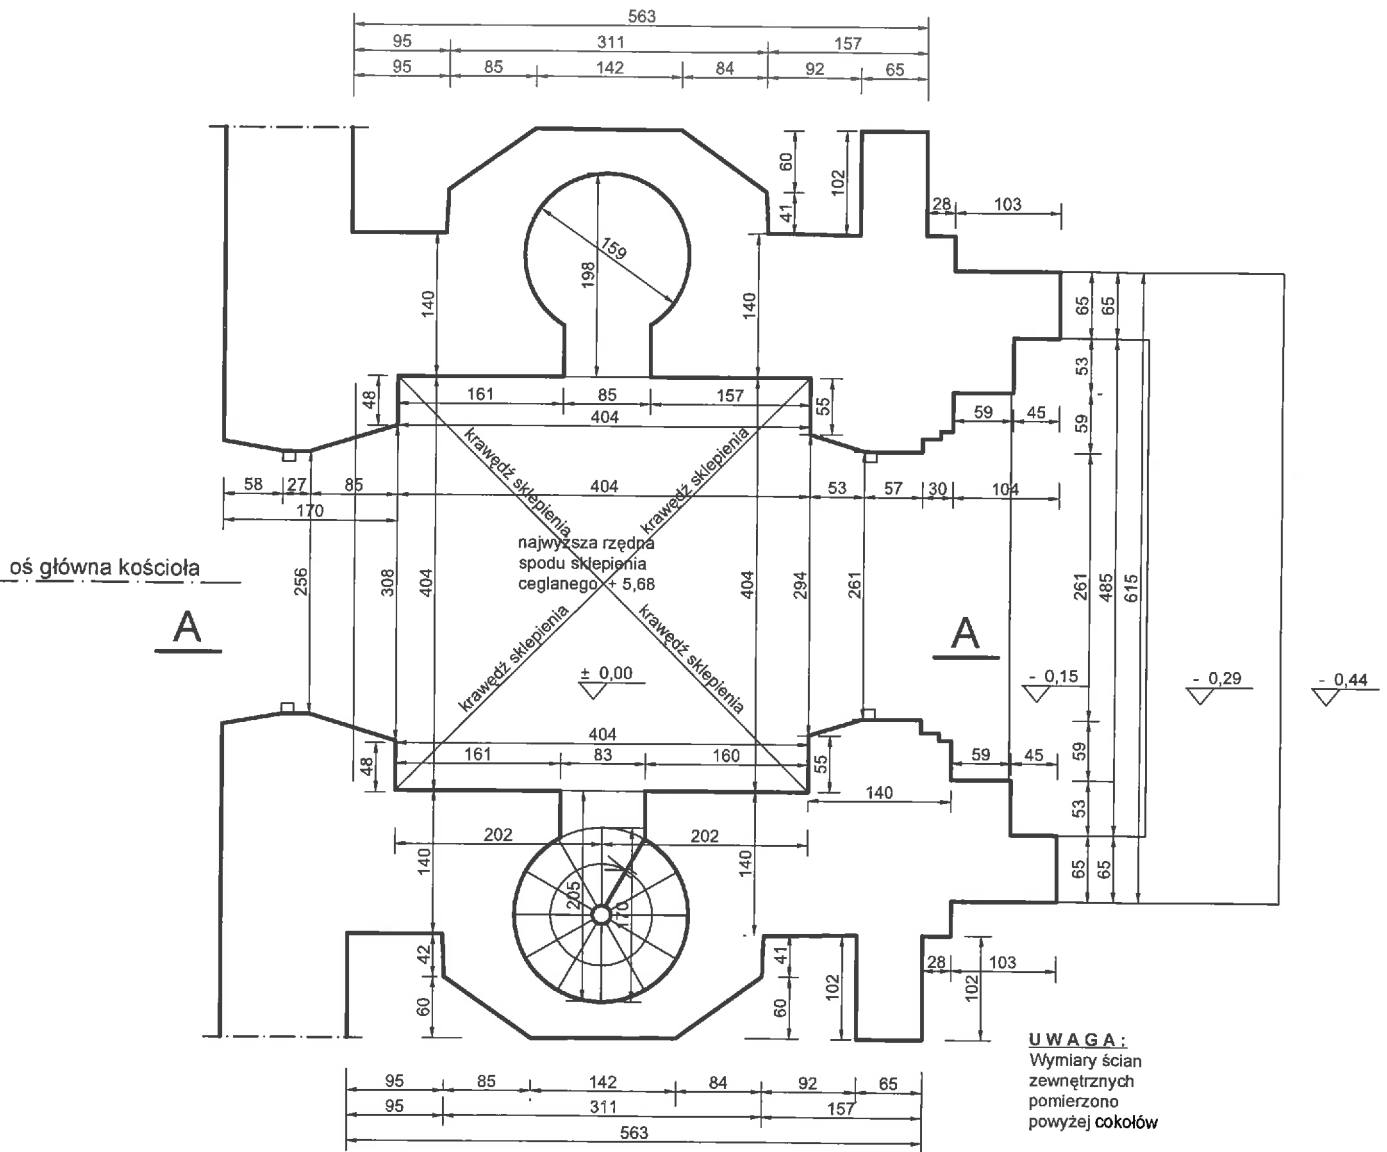 563
95 311 157
95 85 142 84 92 65
60
102
41
28 103
159
198
140
140
65 65
53
48
161 85 157
55
404
59 45
59
krawędź sklepienia
krawędź sklepienia
58 27 85 404 53 57 30 104
170
najwyższa rzędna
spodu sklepienia
ceglanego + 5,68
oś główna kościoła
256
308
404
404
294
261
261
485
615
A
A
krawędź sklepienia
krawędź sklepienia
± 0,00
- 0,15
- 0,29
- 0,44
404
161 83 160
48
55
59 45
59
140
53
202 202
140
140
205
170
65 65
42
60
41
60
102
28 103
102
UWAGA:
Wymiary ścian
zewnętrznych
pomierzono
powyżej cokołów
95 85 142 84 92 65
95 311 157
563